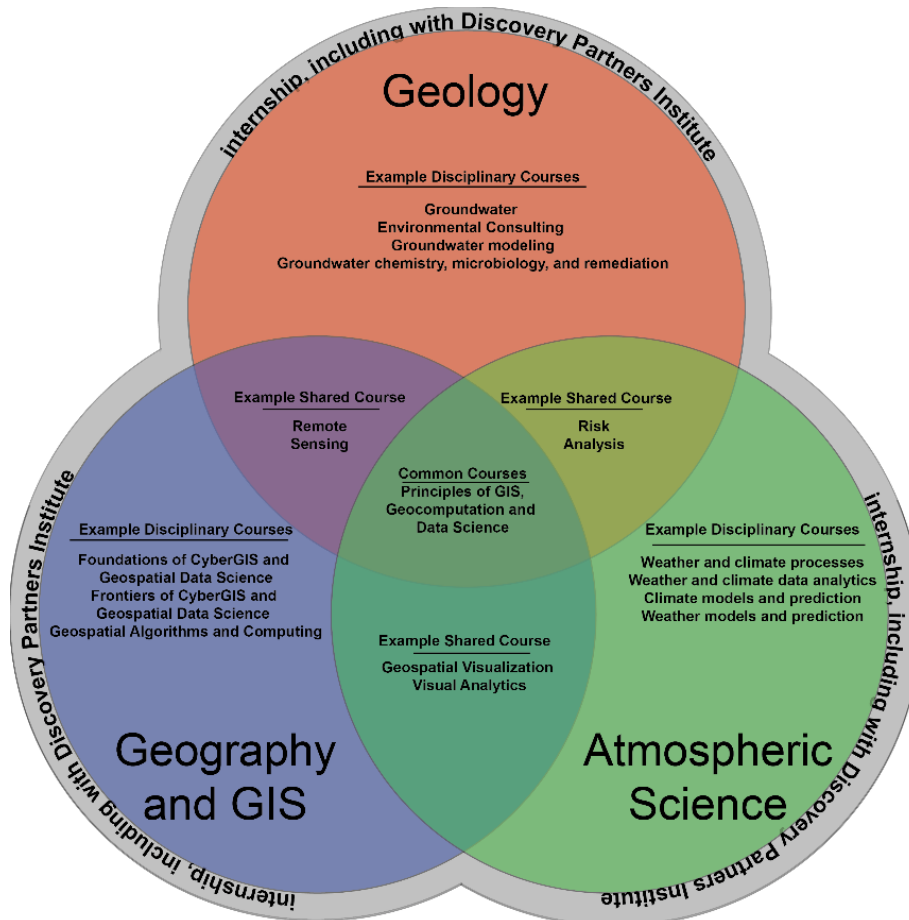 internship, including with Discovery Partners Institute
Geology
Example Disciplinary Courses
Groundwater
Environmental Consulting
Groundwater modeling
Groundwater chemistry, microbiology, and remediation
Example Shared Course
Remote
Sensing
Example Shared Course
Risk
Analysis
Common Courses
Principles of GIS,
Geocomputation and
Data Science
Example Disciplinary Courses
Foundations of CyberGIS and
Geospatial Data Science
Frontiers of CyberGIS and
Geospatial Data Science
Geospatial Algorithms and Computing
Example Disciplinary Courses
Weather and climate processes
Weather and climate data analytics
Climate models and prediction
Weather models and prediction
Example Shared Course
Geospatial Visualization
Visual Analytics
Geography
and GIS
Atmospheric
Science
internship, including with Discovery Partners Institute
internship, including with Discovery Partners Institute